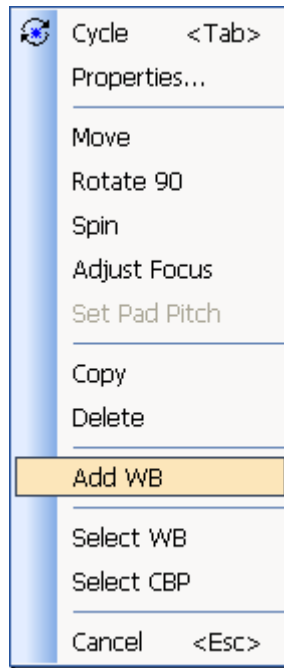 Cycle <Tab>
Properties...
Move
Rotate 90
Spin
Adjust Focus
Set Pad Pitch
Copy
Delete
Add WB
Select WB
Select CBP
Cancel <Esc>